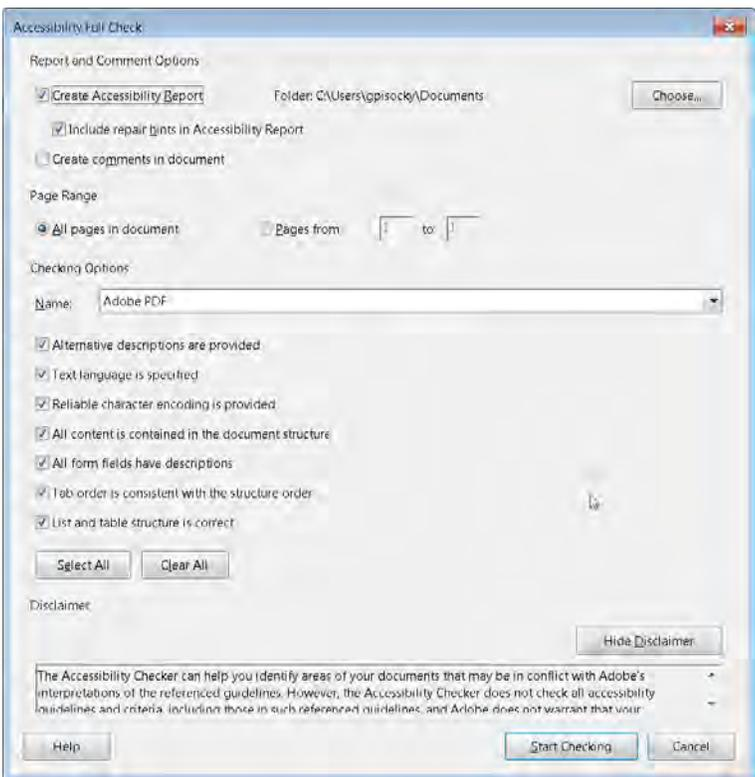 Accessibility Full Check
Report and Comment Options
Create Accessibility Report Folder: C:\Users\gpisocky\Documents Choose...
Include repair hints in Accessibility Report
Create comments in document
Page Range
All pages in document Pages from 1 to 1
Checking Options
Name: Adobe PDF
Alternative descriptions are provided
Text language is specified
Reliable character encoding is provided
All content is contained in the document structure
All form fields have descriptions
Tab order is consistent with the structure order
List and table structure is correct
Select All Clear All
Disclaimer
Hide Disclaimer
The Accessibility Checker can help you identify areas of your documents that may be in conflict with Adobe's
interpretations of the referenced guidelines. However, the Accessibility Checker does not check all accessibility
guidelines and criteria, including those in such referenced guidelines, and Adobe does not warrant that your
Help Start Checking Cancel